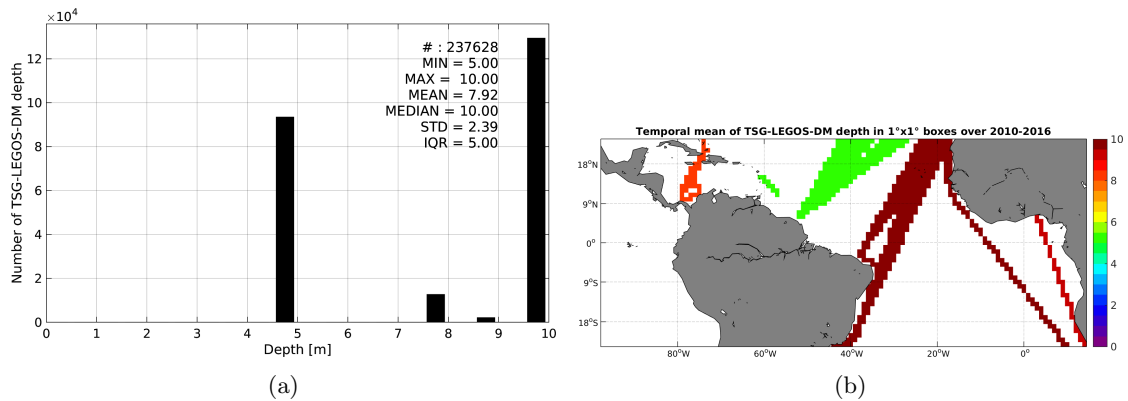 ×10⁴
# : 237628
MIN = 5.00
MAX = 10.00
MEAN = 7.92
MEDIAN = 10.00
STD = 2.39
IQR = 5.00
Number of TSG-LEGOS-DM depth
12
10
8
6
4
2
0
0 1 2 3 4 5 6 7 8 9 10
Depth [m]
(a)
Temporal mean of TSG-LEGOS-DM depth in 1°x1° boxes over 2010-2016
18°N
9°N
0°
9°S
18°S
80°W 60°W 40°W 20°W 0°
10
8
6
4
2
0
(b)